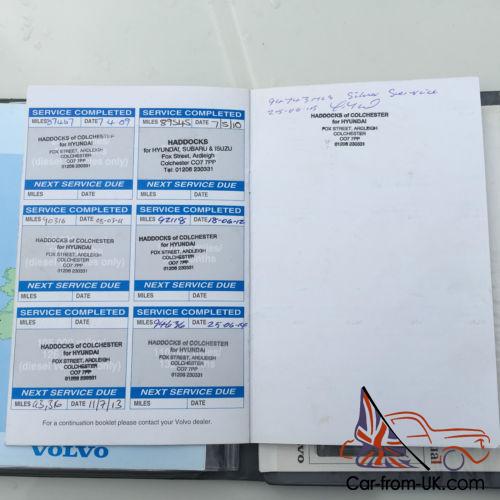 SERVICE COMPLETED
MILES 87467 DATE 7 4 09
HADDOCKS of COLCHESTER
for HYUNDAI
FOX STREET, ARDLEIGH
COLCHESTER
CO7 7PP
01206 230331
NEXT SERVICE DUE
MILES DATE
SERVICE COMPLETED
MILES 89545 DATE 7/5/10
HADDOCKS
for HYUNDAI, SUBARU & ISUZU
Fox Street, Ardleigh
Colchester CO7 7PP
Tel: 01206 230331
NEXT SERVICE DUE
MILES DATE
SERVICE COMPLETED
MILES 90816 DATE
HADDOCKS of COLCHESTER
for HYUNDAI
FOX STREET, ARDLEIGH
COLCHESTER
CO7 7PP
01206 230331
NEXT SERVICE DUE
MILES DATE
SERVICE COMPLETED
MILES 92118 DATE 18-06-12
HADDOCKS of COLCHESTER
for HYUNDAI
FOX STREET, ARDLEIGH
COLCHESTER
CO7 7PP
01206 230331
NEXT SERVICE DUE
MILES DATE
SERVICE COMPLETED
MILES DATE
HADDOCKS of COLCHESTER
for HYUNDAI
FOX STREET, ARDLEIGH
COLCHESTER
CO7 7PP
01206 230331
NEXT SERVICE DUE
MILES 93,316 DATE 11/7/13
SERVICE COMPLETED
MILES 94636 DATE 25.06.14
HADDOCKS of COLCHESTER
for HYUNDAI
FOX STREET, ARDLEIGH
COLCHESTER
CO7 7PP
01206 230331
NEXT SERVICE DUE
MILES DATE
For a continuation booklet please contact your Volvo dealer.
VOLVO
94743 MLS Silver Service
25-06-15
HADDOCKS of COLCHESTER
for HYUNDAI
FOX STREET, ARDLEIGH
COLCHESTER
CO7 7PP
01206 230331
Car-from-UK.com